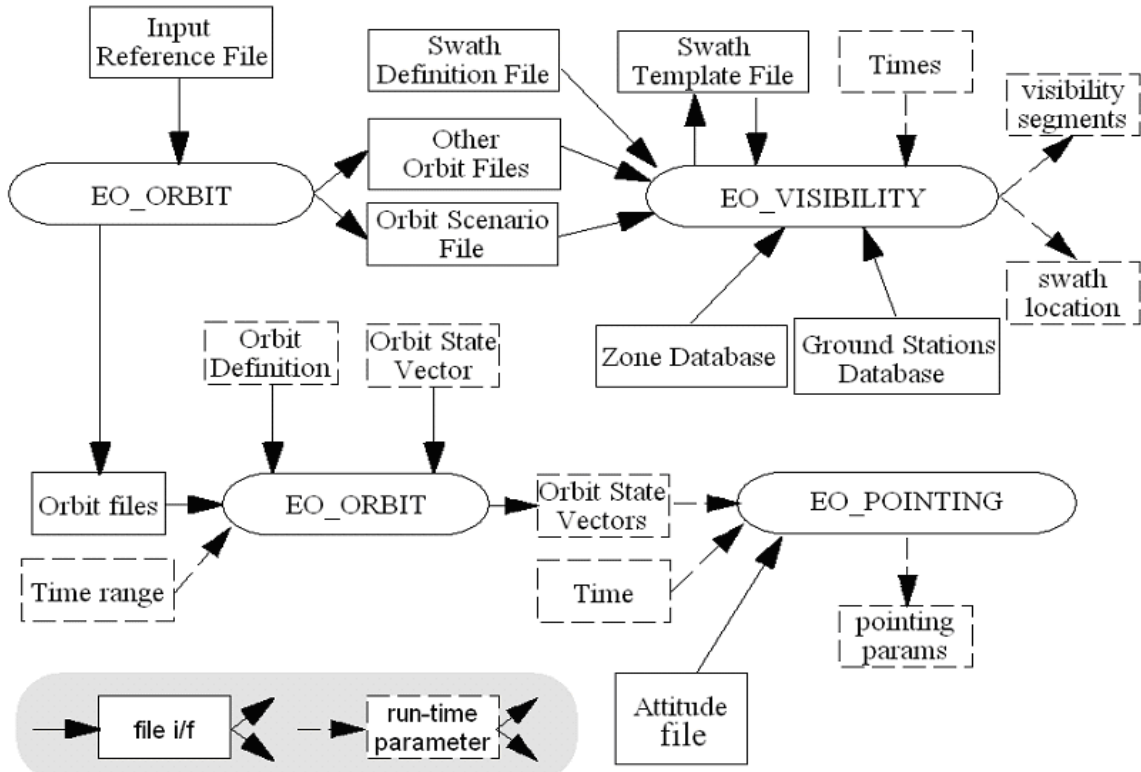 Input
Reference File
Swath
Definition File
Swath
Template File
Times
visibility
segments
Other
Orbit Files
EO_ORBIT
EO_VISIBILITY
Orbit Scenario
File
swath
location
Orbit
Definition
Orbit State
Vector
Zone Database
Ground Stations
Database
Orbit files
EO_ORBIT
Orbit State
Vectors
EO_POINTING
Time range
Time
pointing
params
Attitude
file
file i/f
run-time
parameter